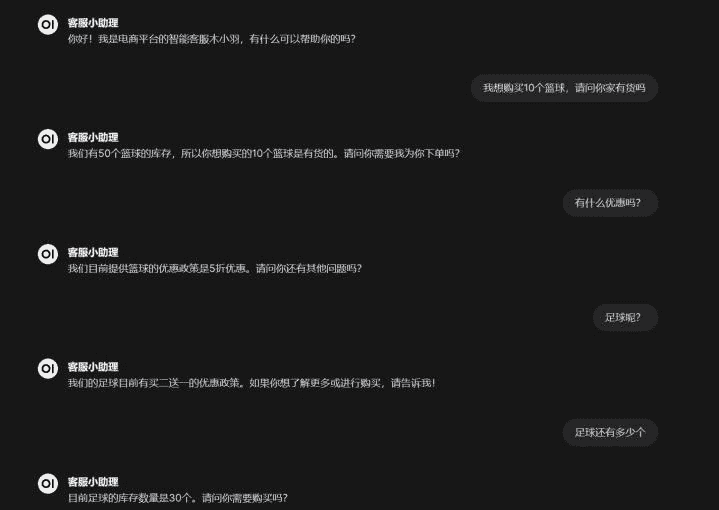 客服小助理
你好！我是电商平台的智能客服木小羽，有什么可以帮助你的吗？
我想购买10个篮球，请问你家有货吗
客服小助理
我们有50个篮球的库存，所以你想购买的10个篮球是有货的。请问你需要我为你下单吗？
有什么优惠吗？
客服小助理
我们目前提供篮球的优惠政策是5折优惠。请问你还有其他问题吗？
足球呢？
客服小助理
我们的足球目前有买二送一的优惠政策。如果你想了解更多或进行购买，请告诉我！
足球还有多少个
客服小助理
目前足球的库存数量是30个。请问你需要购买吗？